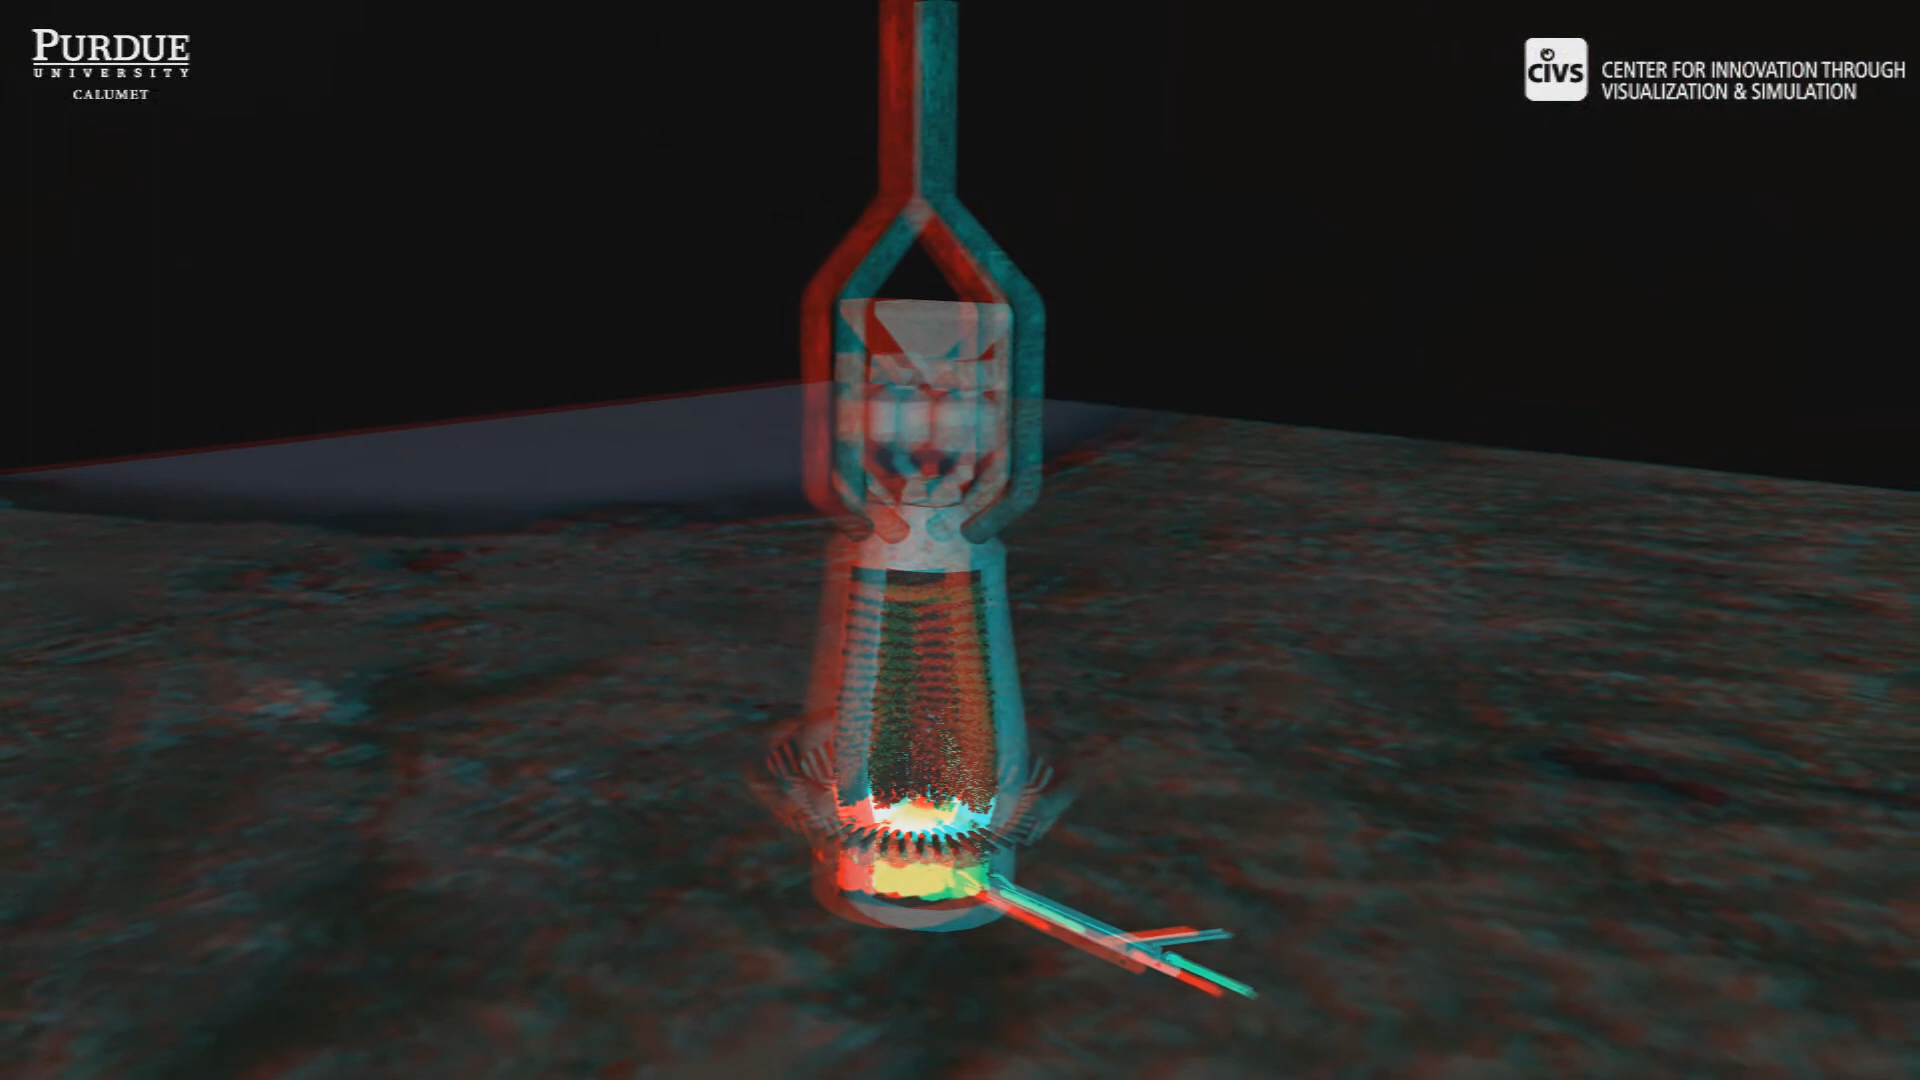 PURDUE
UNIVERSITY
CALUMET
civs
CENTER FOR INNOVATION THROUGH
VISUALIZATION & SIMULATION